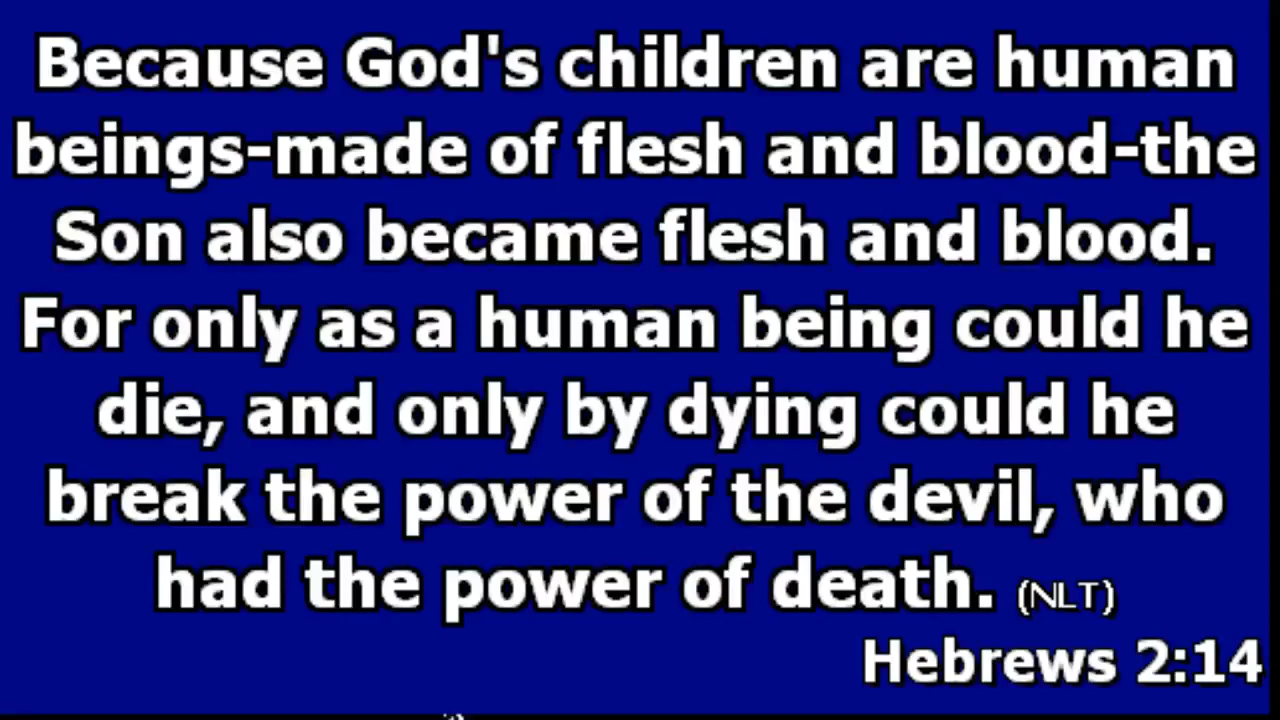 Because God's children are human
beings-made of flesh and blood-the
Son also became flesh and blood.
For only as a human being could he
die, and only by dying could he
break the power of the devil, who
had the power of death. (NLT)
Hebrews 2:14